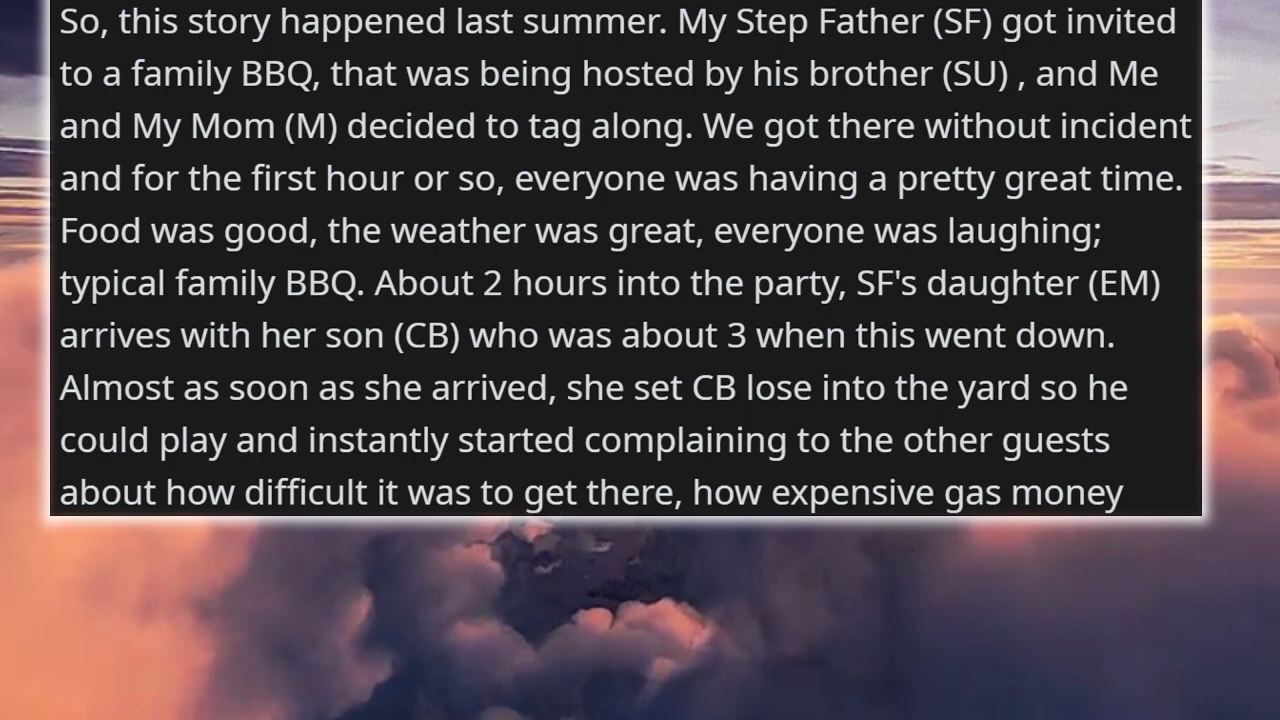 So, this story happened last summer. My Step Father (SF) got invited
to a family BBQ, that was being hosted by his brother (SU) , and Me
and My Mom (M) decided to tag along. We got there without incident
and for the first hour or so, everyone was having a pretty great time.
Food was good, the weather was great, everyone was laughing;
typical family BBQ. About 2 hours into the party, SF's daughter (EM)
arrives with her son (CB) who was about 3 when this went down.
Almost as soon as she arrived, she set CB lose into the yard so he
could play and instantly started complaining to the other guests
about how difficult it was to get there, how expensive gas money